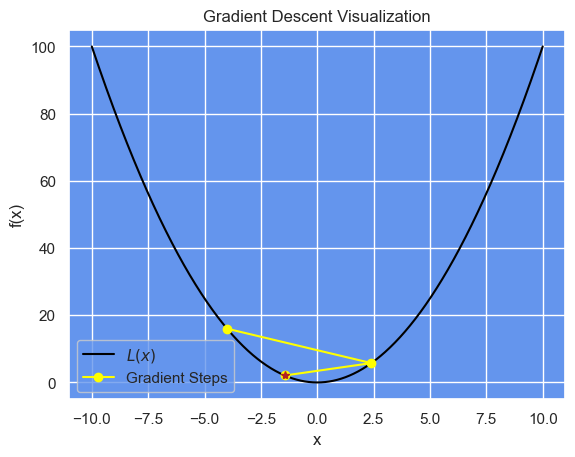 Gradient Descent Visualization
100
80
60
40
20
0
f(x)
L(x)
Gradient Steps
−10.0 −7.5 −5.0 −2.5 0.0 2.5 5.0 7.5 10.0
x